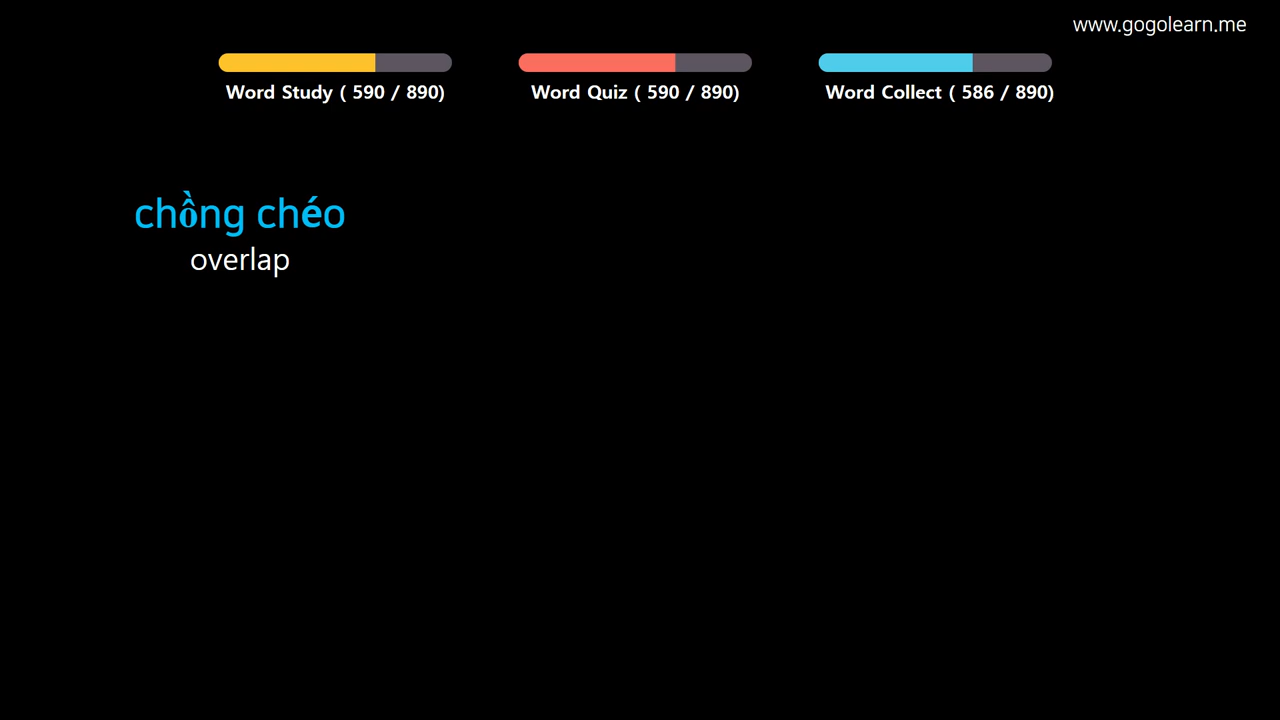 www.gogolearn.me
Word Study ( 590 / 890)
Word Quiz ( 590 / 890)
Word Collect ( 586 / 890)
chồng chéo
overlap